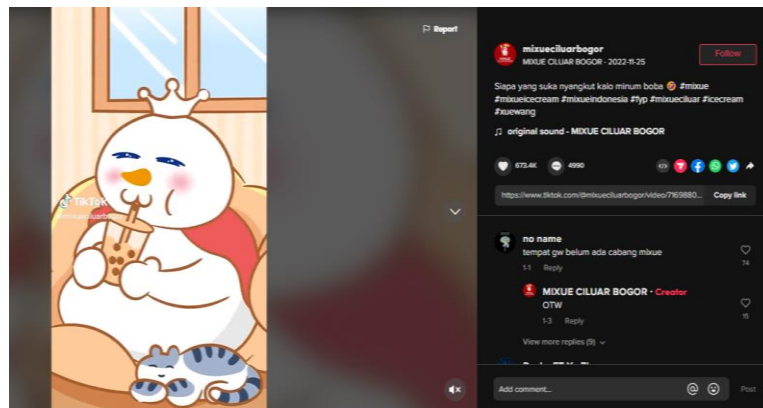 Report
TikTok
mixueciluarbogor
MIXUE CILUAR BOGOR · 2022-11-25
Follow
Siapa yang suka nyangkut kalo minum boba 🤣 #mixue
#mixueicecream #mixueindonesia #fyp #mixueciluar #icecream
#xuewang
original sound - MIXUE CILUAR BOGOR
673.4K
4990
https://www.tiktok.com/@mixueciluarbogor/video/7169880...
Copy link
no name
tempat gw belum ada cabang mixue
74
1-1 Reply
MIXUE CILUAR BOGOR · Creator
OTW
15
1-3 Reply
View more replies (9)
Add comment...
Post